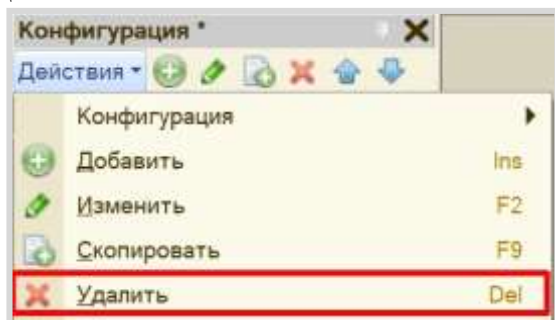 Конфигурация *
Действия
Конфигурация
Добавить Ins
Изменить F2
Скопировать F9
Удалить Del